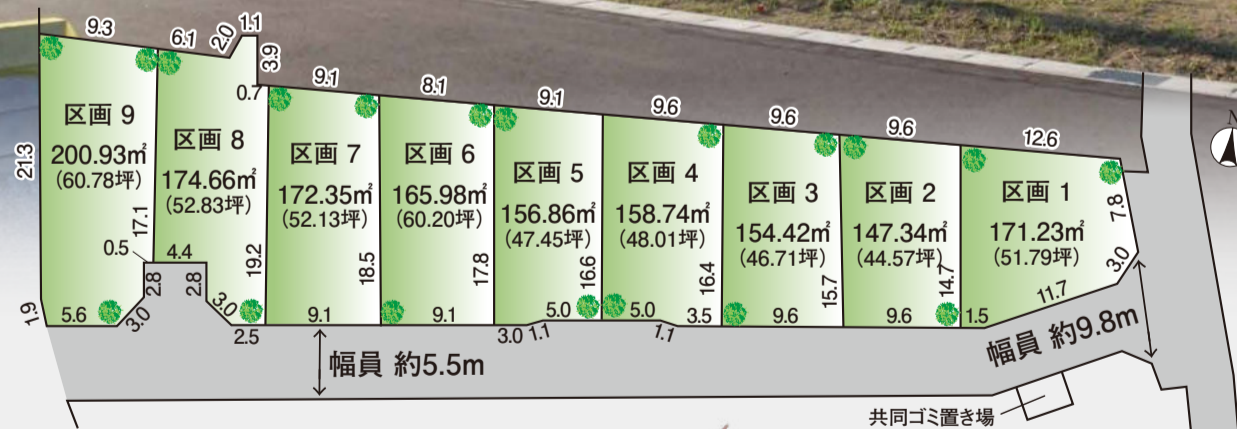 9.3
6.1
2.0
1.1
3.9
0.7
9.1
8.1
9.1
9.6
9.6
9.6
12.6
N
区画 9
200.93㎡
(60.78坪)
区画 8
174.66㎡
(52.83坪)
区画 7
172.35㎡
(52.13坪)
区画 6
165.98㎡
(60.20坪)
区画 5
156.86㎡
(47.45坪)
区画 4
158.74㎡
(48.01坪)
区画 3
154.42㎡
(46.71坪)
区画 2
147.34㎡
(44.57坪)
区画 1
171.23㎡
(51.79坪)
21.3
17.1
19.2
18.5
17.8
16.6
16.4
15.7
14.7
7.8
3.0
0.5
4.4
2.8
2.8
3.0
3.0
1.9
5.6
2.5
9.1
9.1
3.0
1.1
5.0
5.0
1.1
3.5
9.6
9.6
1.5
11.7
幅員 約5.5m
幅員 約9.8m
共同ゴミ置き場